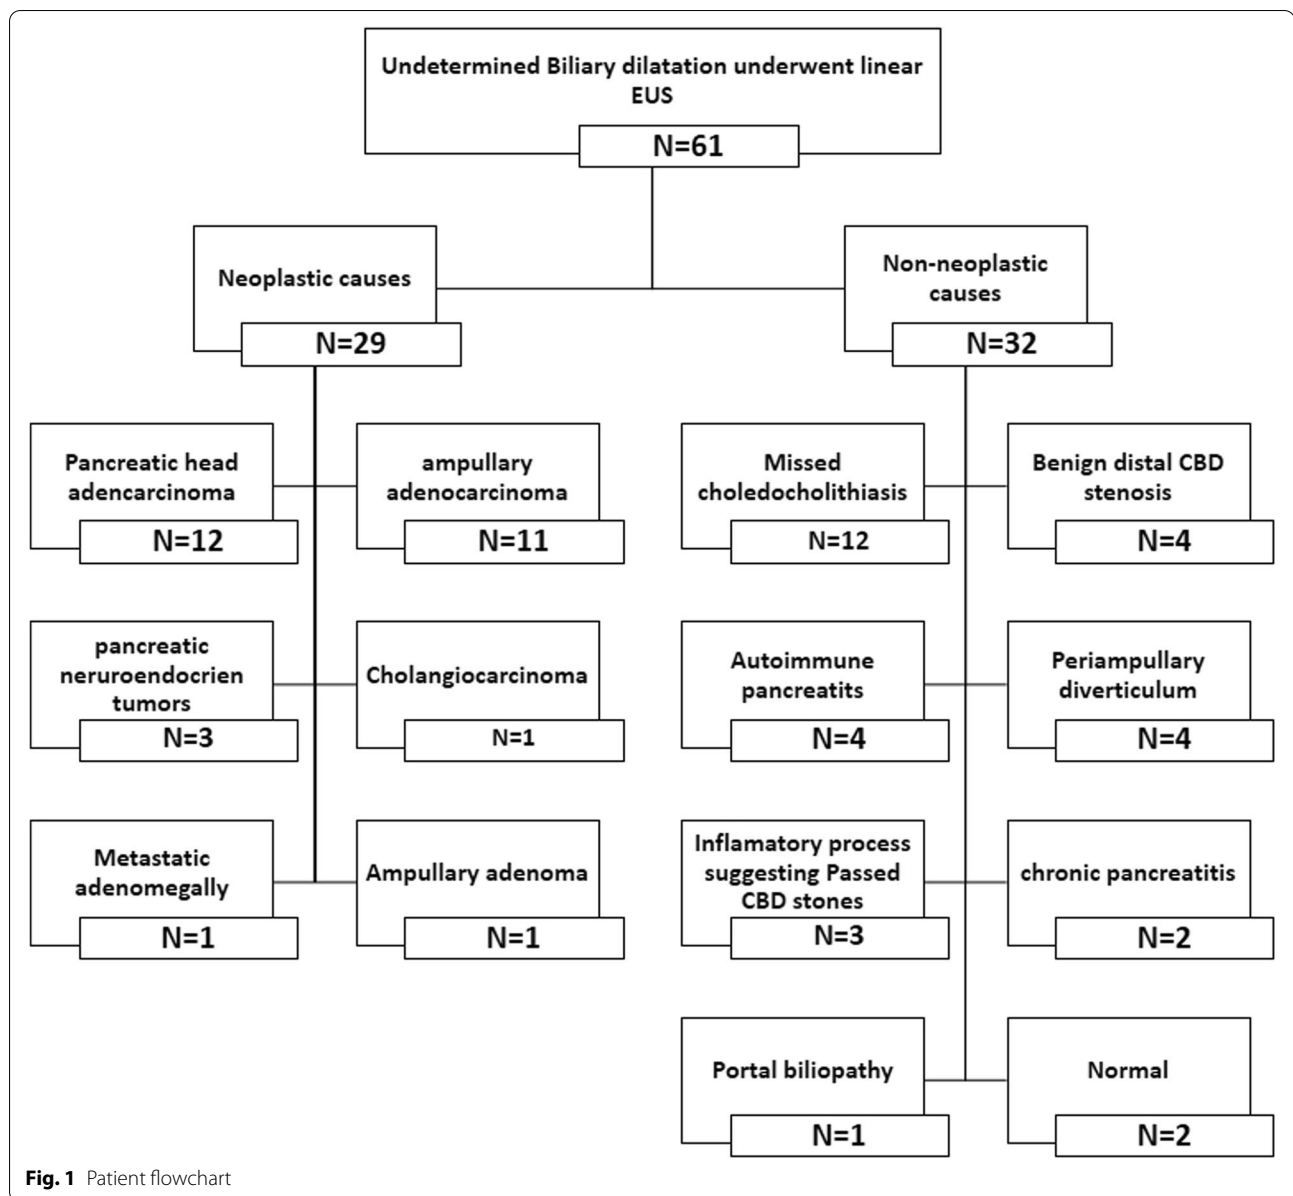 Undetermined Biliary dilatation underwent linear
EUS
N=61
Neoplastic causes
N=29
Non-neoplastic
causes
N=32
Pancreatic head
adencarcinoma
N=12
ampullary
adenocarcinoma
N=11
Missed
choledocholithiasis
N=12
Benign distal CBD
stenosis
N=4
pancreatic
neruroendocrien
tumors
N=3
Cholangiocarcinoma
N=1
Autoimmune
pancreatits
N=4
Periampullary
diverticulum
N=4
Metastatic
adenomegally
N=1
Ampullary adenoma
N=1
Inflamatory process
suggesting Passed
CBD stones
N=3
chronic pancreatitis
N=2
Portal biliopathy
N=1
Normal
N=2
Fig. 1 Patient flowchart